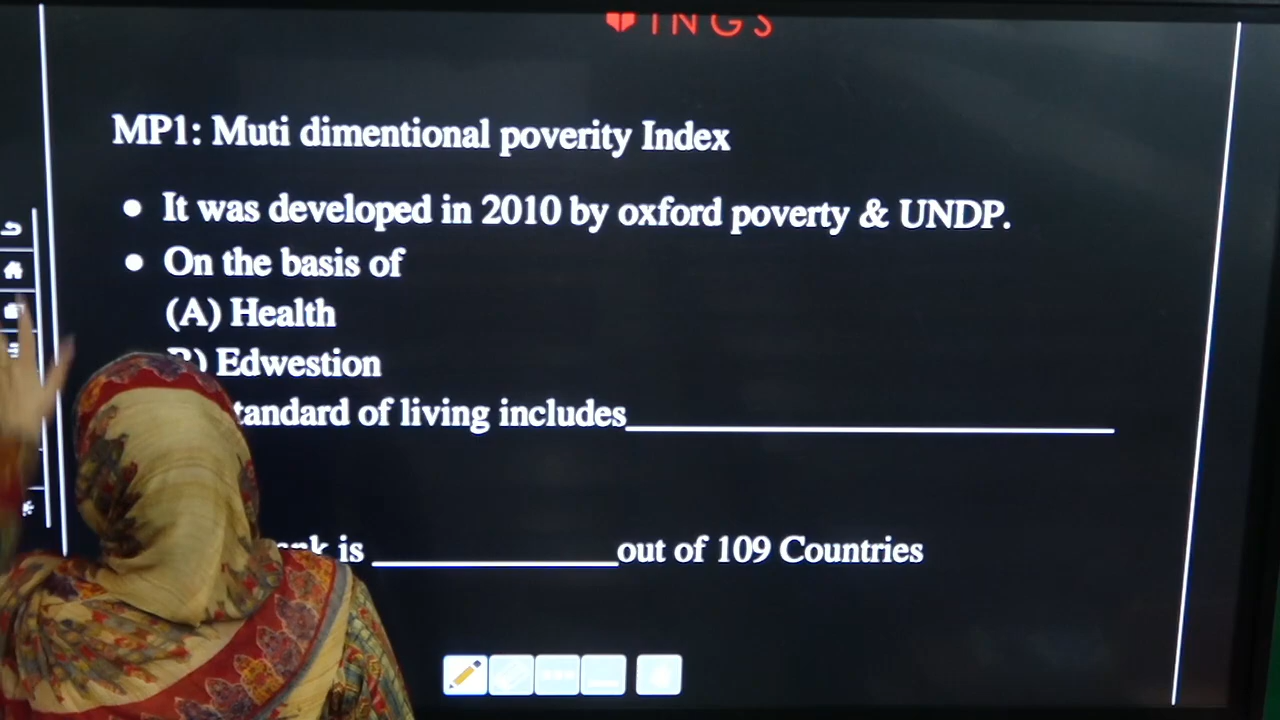 INGS
MP1: Muti dimentional poverity Index
● It was developed in 2010 by oxford poverty & UNDP.
● On the basis of
(A) Health
B) Edwestion
tandard of living includes
is out of 109 Countries